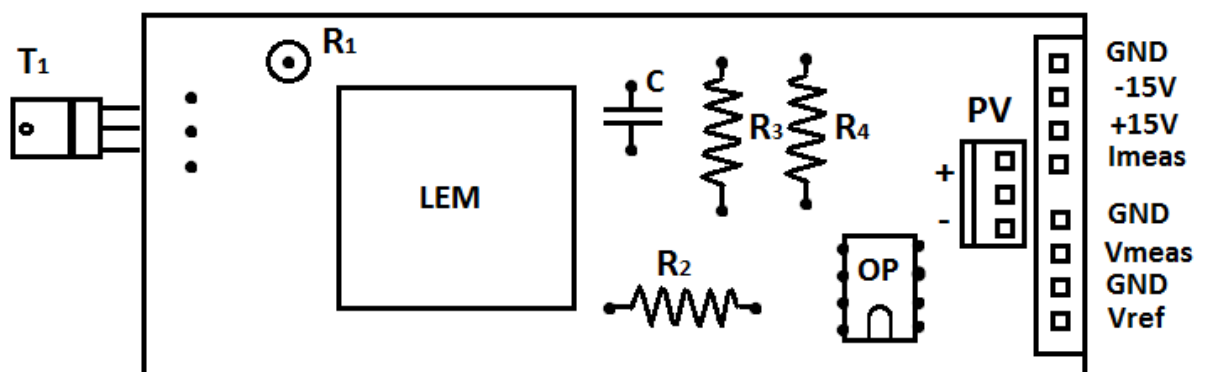 T1
R1
LEM
C
R3
R4
R2
OP
PV
+
-
GND
-15V
+15V
Imeas
GND
Vmeas
GND
Vref